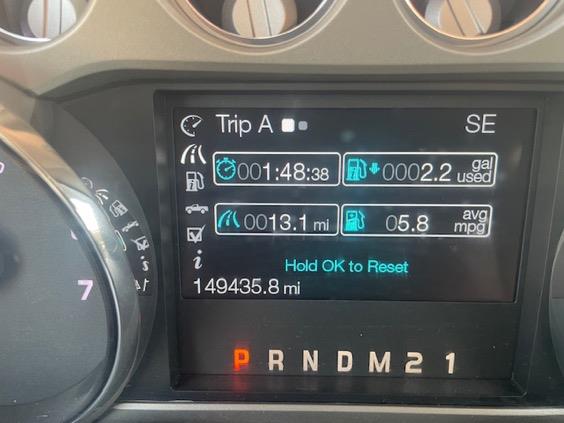 Trip A SE
001:48:38 0002.2 gal used
0013.1 mi 05.8 avg mpg
Hold OK to Reset
149435.8 mi
P R N D M 2 1
7